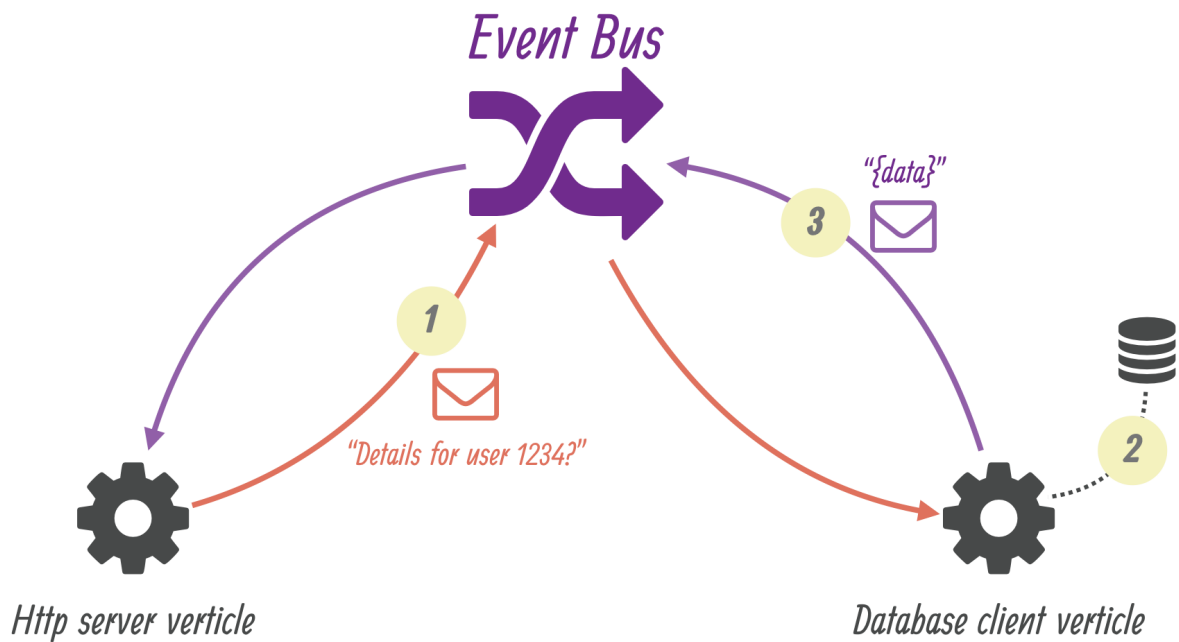 Event Bus
“{data}”
3
1
“Details for user 1234?”
2
Http server verticle
Database client verticle